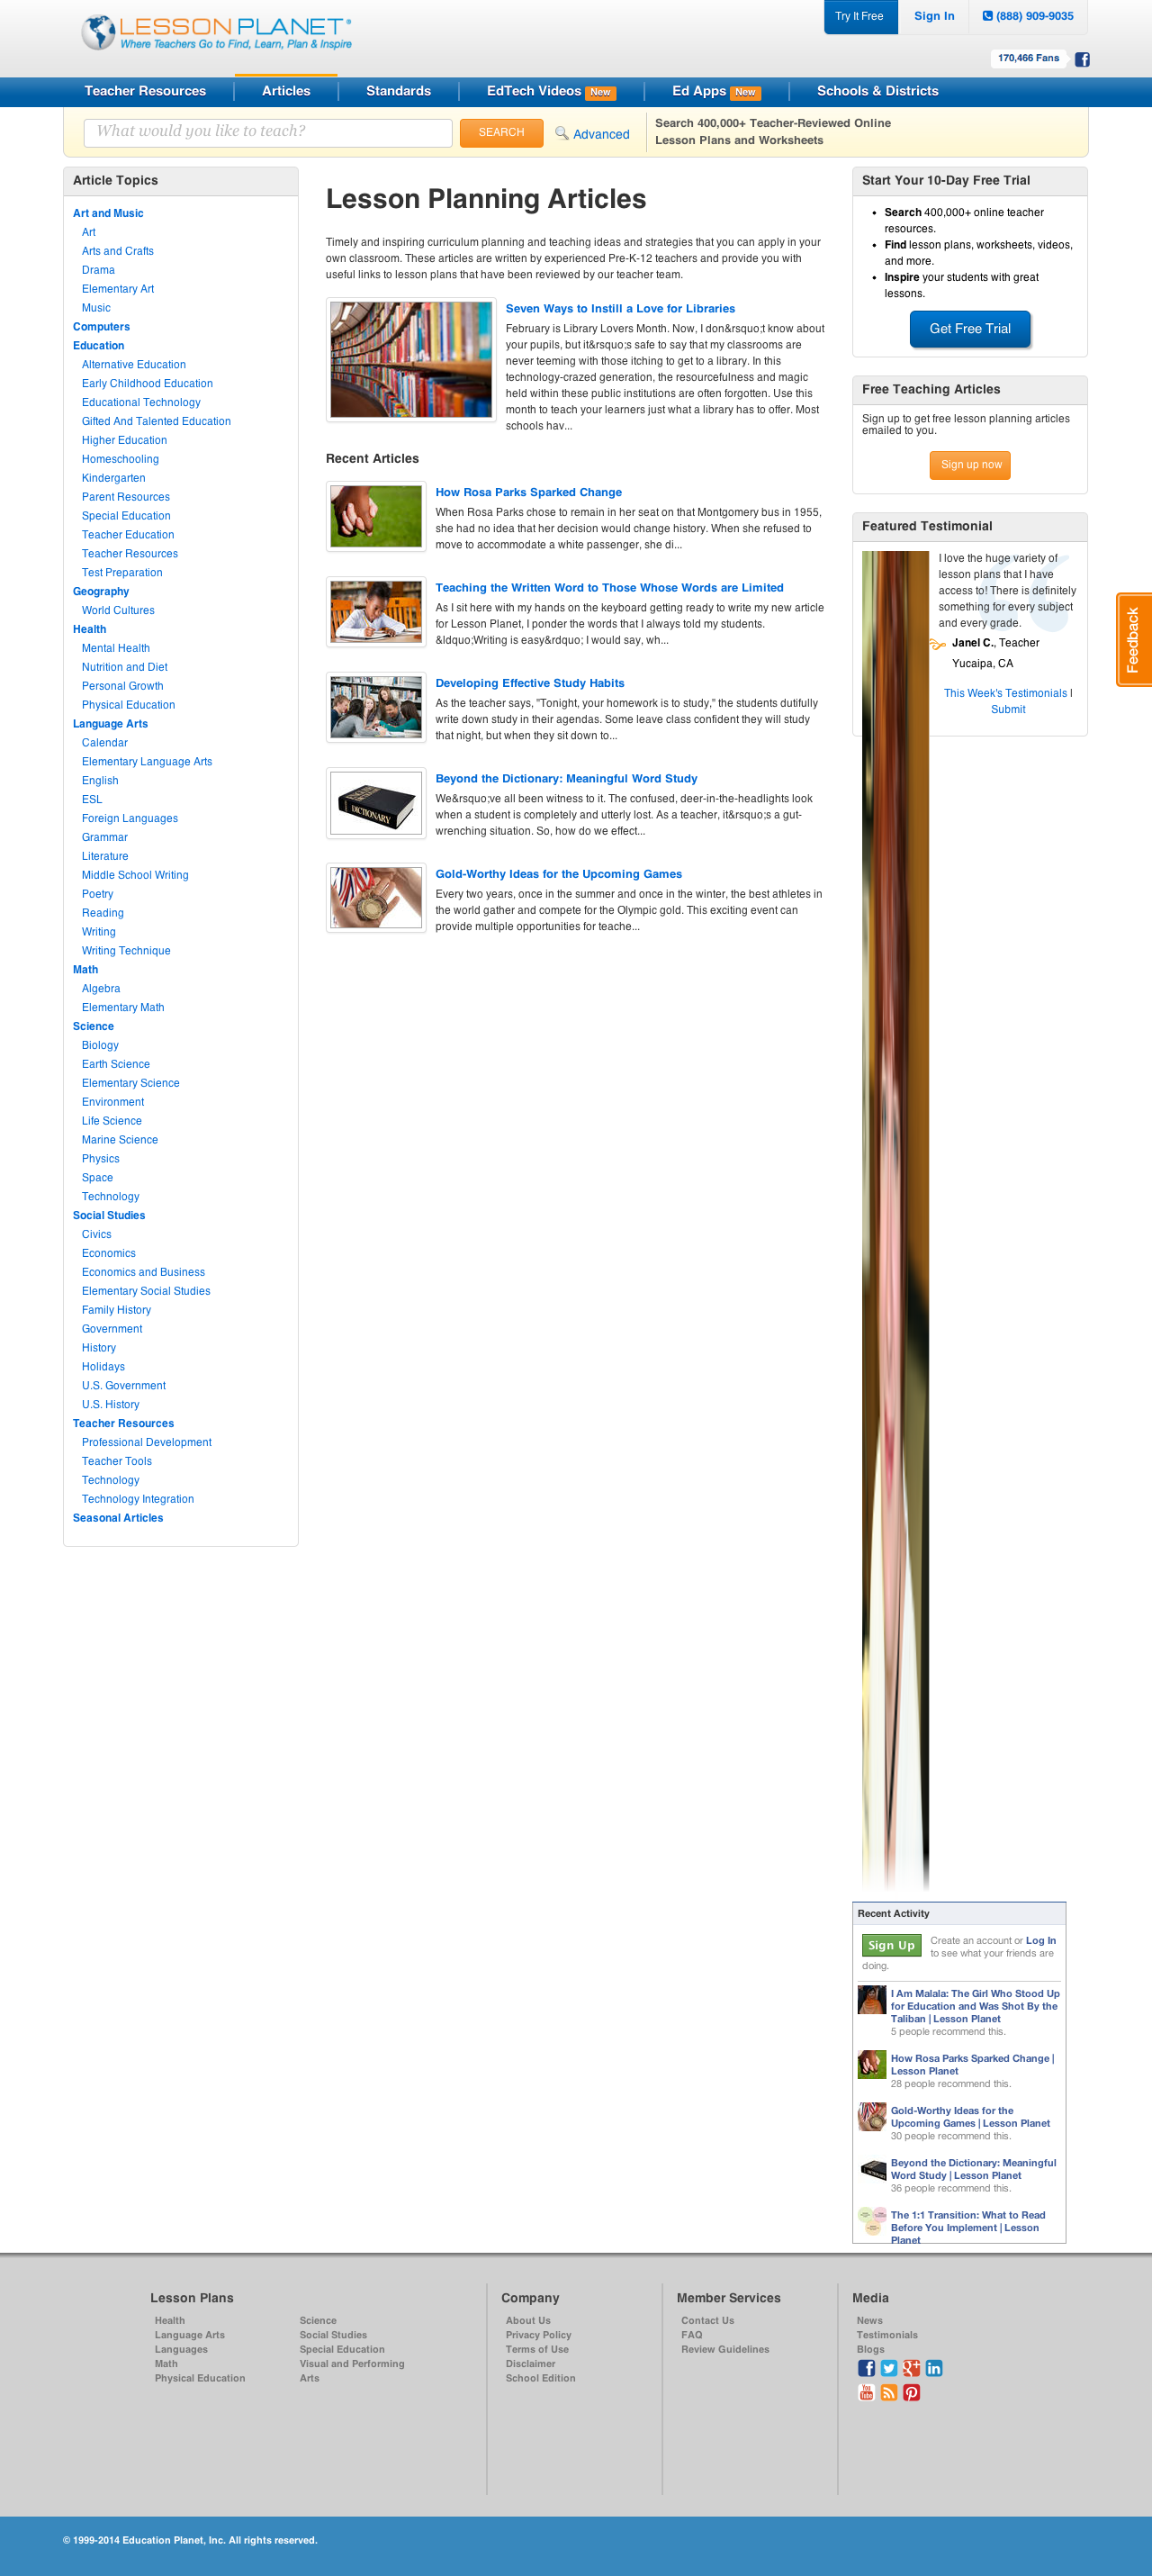 LESSON PLANET®
Where Teachers Go to Find, Learn, Plan & Inspire
Try It Free
Sign In
(888) 909-9035
170,466 Fans
Teacher Resources
Articles
Standards
EdTech Videos New
Ed Apps New
Schools & Districts
What would you like to teach?
SEARCH
Advanced
Search 400,000+ Teacher-Reviewed Online
Lesson Plans and Worksheets
Article Topics
Art and Music
Art
Arts and Crafts
Drama
Elementary Art
Music
Computers
Education
Alternative Education
Early Childhood Education
Educational Technology
Gifted And Talented Education
Higher Education
Homeschooling
Kindergarten
Parent Resources
Special Education
Teacher Education
Teacher Resources
Test Preparation
Geography
World Cultures
Health
Mental Health
Nutrition and Diet
Personal Growth
Physical Education
Language Arts
Calendar
Elementary Language Arts
English
ESL
Foreign Languages
Grammar
Literature
Middle School Writing
Poetry
Reading
Writing
Writing Technique
Math
Algebra
Elementary Math
Science
Biology
Earth Science
Elementary Science
Environment
Life Science
Marine Science
Physics
Space
Technology
Social Studies
Civics
Economics
Economics and Business
Elementary Social Studies
Family History
Government
History
Holidays
U.S. Government
U.S. History
Teacher Resources
Professional Development
Teacher Tools
Technology
Technology Integration
Seasonal Articles
Lesson Planning Articles
Timely and inspiring curriculum planning and teaching ideas and strategies that you can apply in your
own classroom. These articles are written by experienced Pre-K-12 teachers and provide you with
useful links to lesson plans that have been reviewed by our teacher team.
Seven Ways to Instill a Love for Libraries
February is Library Lovers Month. Now, I don&rsquo;t know about
your pupils, but it&rsquo;s safe to say that my classrooms are
never teeming with those itching to get to a library. In this
technology-crazed generation, the resourcefulness and magic
held within these public institutions are often forgotten. Use this
month to teach your learners just what a library has to offer. Most
schools hav...
Recent Articles
How Rosa Parks Sparked Change
When Rosa Parks chose to remain in her seat on that Montgomery bus in 1955,
she had no idea that her decision would change history. When she refused to
move to accommodate a white passenger, she di...
Teaching the Written Word to Those Whose Words are Limited
As I sit here with my hands on the keyboard getting ready to write my new article
for Lesson Planet, I ponder the words that I always told my students.
&ldquo;Writing is easy&rdquo; I would say, wh...
Developing Effective Study Habits
As the teacher says, "Tonight, your homework is to study," the students dutifully
write down study in their agendas. Some leave class confident they will study
that night, but when they sit down to...
DICTIONARY
Beyond the Dictionary: Meaningful Word Study
We&rsquo;ve all been witness to it. The confused, deer-in-the-headlights look
when a student is completely and utterly lost. As a teacher, it&rsquo;s a gut-
wrenching situation. So, how do we effect...
Gold-Worthy Ideas for the Upcoming Games
Every two years, once in the summer and once in the winter, the best athletes in
the world gather and compete for the Olympic gold. This exciting event can
provide multiple opportunities for teache...
Start Your 10-Day Free Trial
• Search 400,000+ online teacher
resources.
• Find lesson plans, worksheets, videos,
and more.
• Inspire your students with great
lessons.
Get Free Trial
Free Teaching Articles
Sign up to get free lesson planning articles
emailed to you.
Sign up now
Featured Testimonial
I love the huge variety of
lesson plans that I have
access to! There is definitely
something for every subject
and every grade.
Janel C., Teacher
Yucaipa, CA
This Week's Testimonials |
Submit
Feedback
Recent Activity
Sign Up
Create an account or Log In
to see what your friends are
doing.
I Am Malala: The Girl Who Stood Up
for Education and Was Shot By the
Taliban | Lesson Planet
5 people recommend this.
How Rosa Parks Sparked Change |
Lesson Planet
28 people recommend this.
Gold-Worthy Ideas for the
Upcoming Games | Lesson Planet
30 people recommend this.
Beyond the Dictionary: Meaningful
Word Study | Lesson Planet
36 people recommend this.
The 1:1 Transition: What to Read
Before You Implement | Lesson
Planet
Lesson Plans
Health
Language Arts
Languages
Math
Physical Education
Science
Social Studies
Special Education
Visual and Performing
Arts
Company
About Us
Privacy Policy
Terms of Use
Disclaimer
School Edition
Member Services
Contact Us
FAQ
Review Guidelines
Media
News
Testimonials
Blogs
You Tube
© 1999-2014 Education Planet, Inc. All rights reserved.